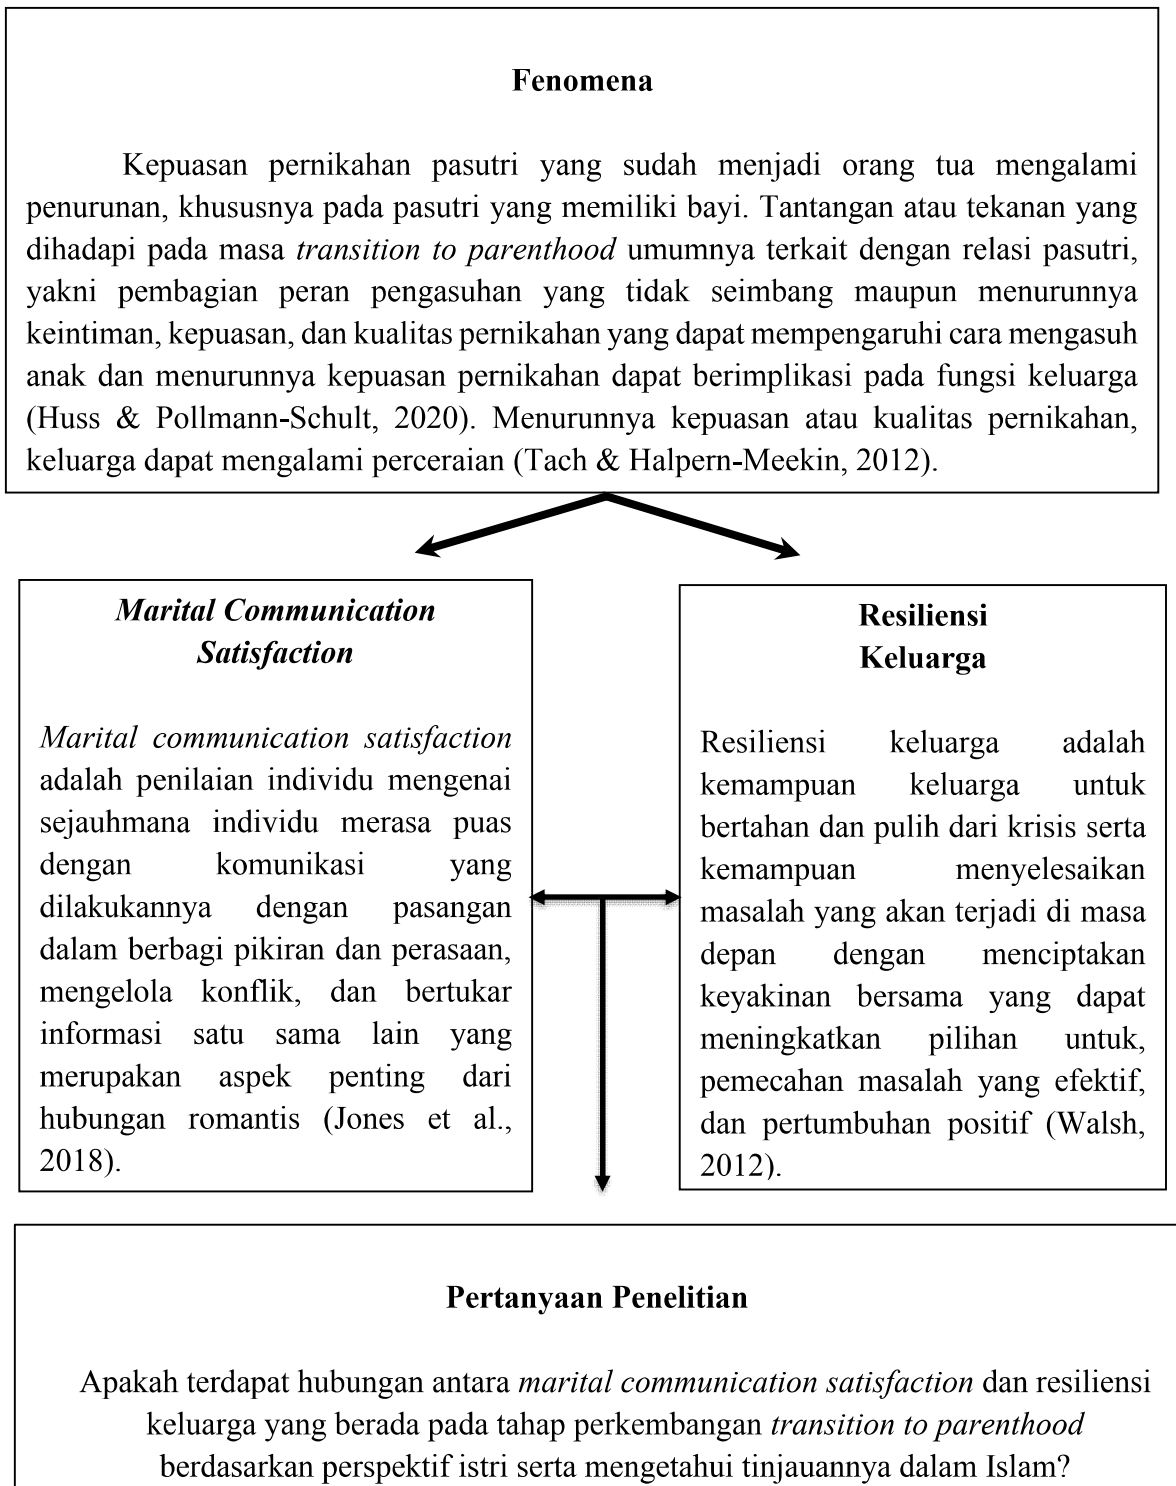 Fenomena
Kepuasan pernikahan pasutri yang sudah menjadi orang tua mengalami
penurunan, khususnya pada pasutri yang memiliki bayi. Tantangan atau tekanan yang
dihadapi pada masa transition to parenthood umumnya terkait dengan relasi pasutri,
yakni pembagian peran pengasuhan yang tidak seimbang maupun menurunnya
keintiman, kepuasan, dan kualitas pernikahan yang dapat mempengaruhi cara mengasuh
anak dan menurunnya kepuasan pernikahan dapat berimplikasi pada fungsi keluarga
(Huss & Pollmann-Schult, 2020). Menurunnya kepuasan atau kualitas pernikahan,
keluarga dapat mengalami perceraian (Tach & Halpern-Meekin, 2012).
Marital Communication
Satisfaction
Marital communication satisfaction
adalah penilaian individu mengenai
sejauhmana individu merasa puas
dengan komunikasi yang
dilakukannya dengan pasangan
dalam berbagi pikiran dan perasaan,
mengelola konflik, dan bertukar
informasi satu sama lain yang
merupakan aspek penting dari
hubungan romantis (Jones et al.,
2018).
Resiliensi
Keluarga
Resiliensi keluarga adalah
kemampuan keluarga untuk
bertahan dan pulih dari krisis serta
kemampuan menyelesaikan
masalah yang akan terjadi di masa
depan dengan menciptakan
keyakinan bersama yang dapat
meningkatkan pilihan untuk,
pemecahan masalah yang efektif,
dan pertumbuhan positif (Walsh,
2012).
Pertanyaan Penelitian
Apakah terdapat hubungan antara marital communication satisfaction dan resiliensi
keluarga yang berada pada tahap perkembangan transition to parenthood
berdasarkan perspektif istri serta mengetahui tinjauannya dalam Islam?